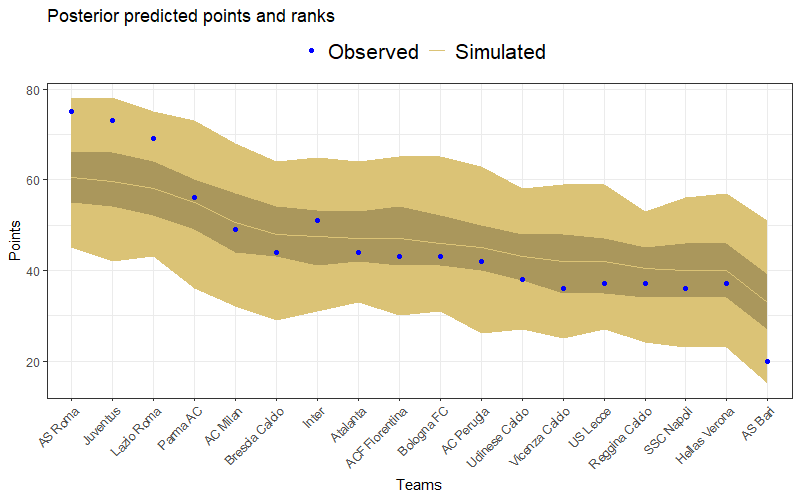 Posterior predicted points and ranks
Observed Simulated
80
60
40
20
Points
AS Roma
Juventus
Lazio Roma
Parma AC
AC Milan
Brescia Calcio
Inter
Atalanta
ACF Fiorentina
Bologna FC
AC Perugia
Udinese Calcio
Vicenza Calcio
US Lecce
Reggina Calcio
SSC Napoli
Hellas Verona
AS Bari
Teams